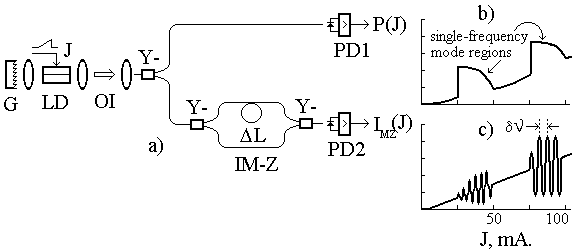 G
LD
J
OI
Y-
a)
Y-
ΔL
IM-Z
Y-
PD1
P(J)
PD2
I_MZ(J)
b)
single-frequency
mode regions
c)
δν
50
100
J, mA.